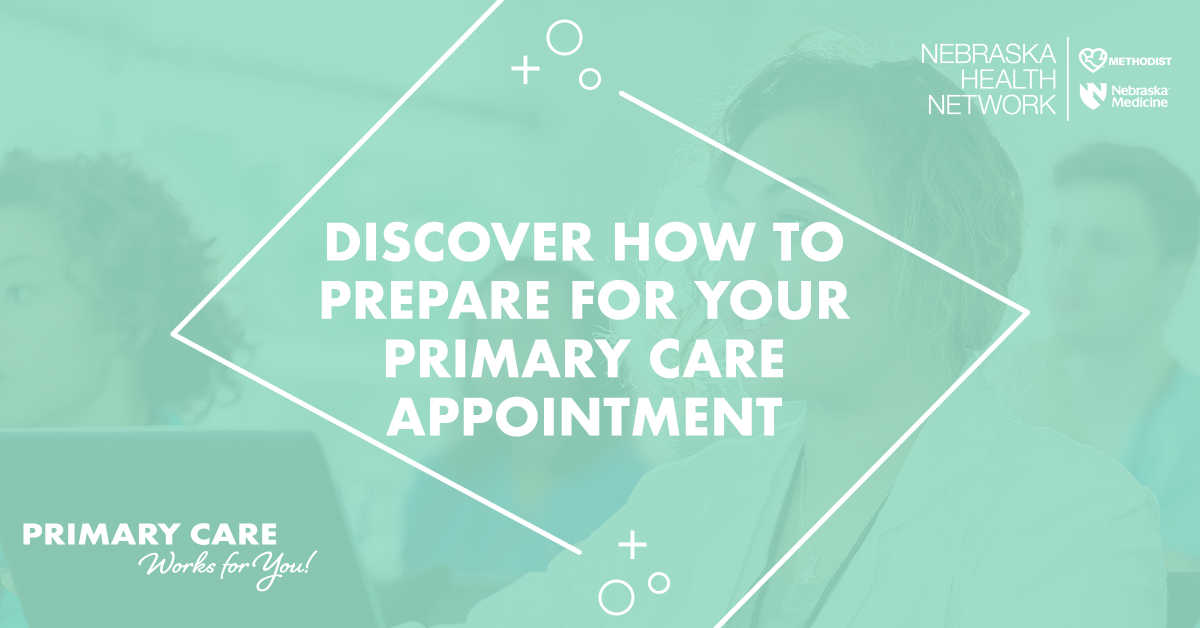 NEBRASKA
HEALTH
NETWORK
METHODIST
Nebraska
Medicine
DISCOVER HOW TO
PREPARE FOR YOUR
PRIMARY CARE
APPOINTMENT
PRIMARY CARE
Works for You!